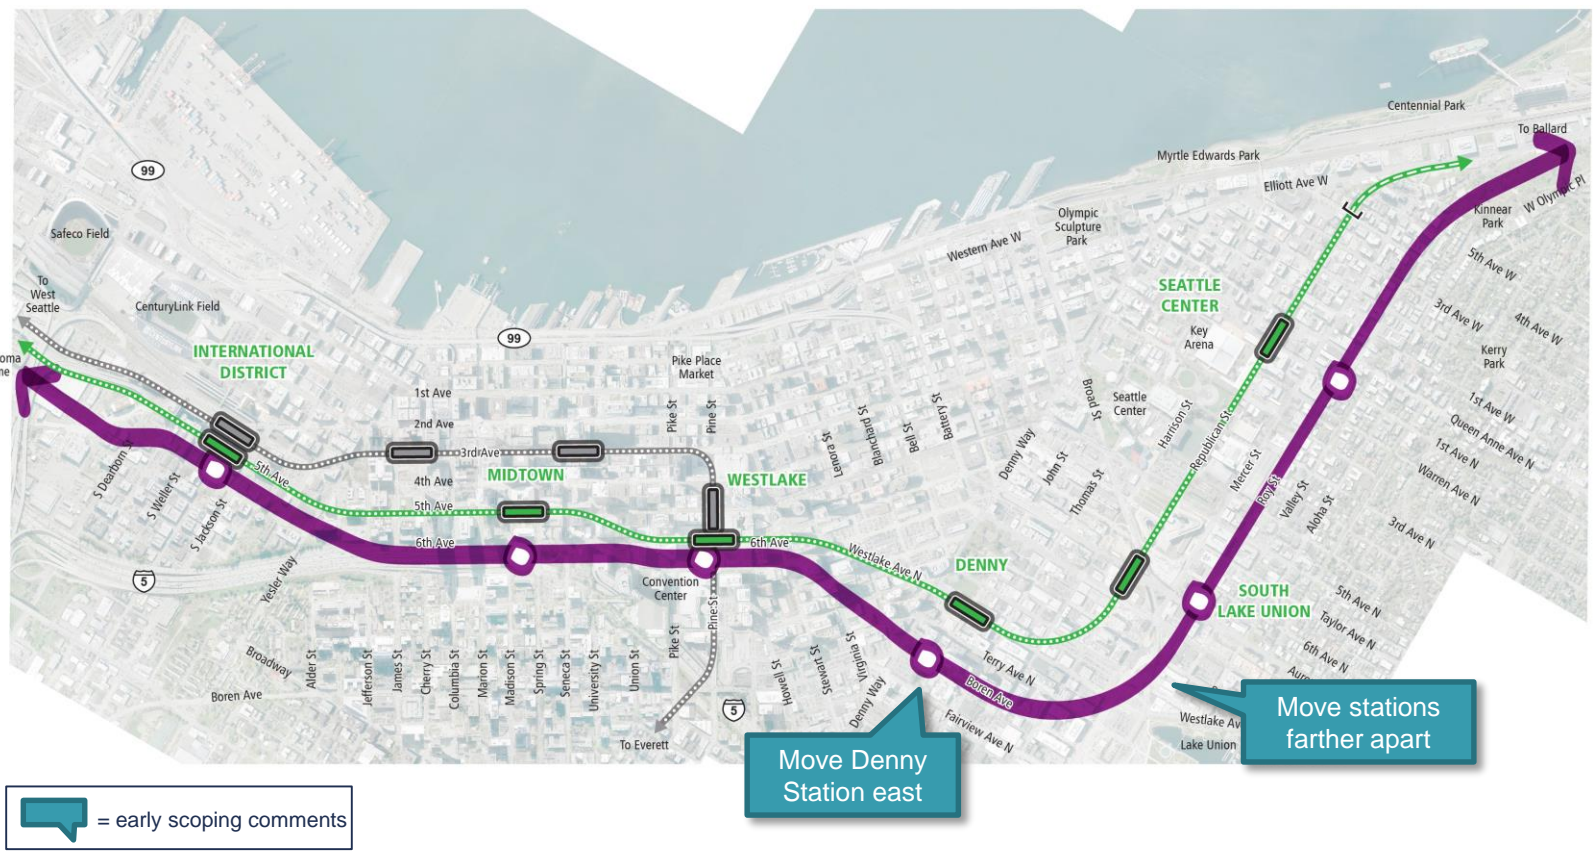 Centennial Park
To Ballard
Myrtle Edwards Park
99
Elliott Ave W
W Olympic Pl
Kinnear
Park
Olympic
Sculpture
Park
Safeco Field
Western Ave W
5th Ave W
To
West
Seattle
SEATTLE
CENTER
CenturyLink Field
3rd Ave W
4th Ave W
99
Key
Arena
INTERNATIONAL
DISTRICT
Pike Place
Market
Kerry
Park
1st Ave
2nd Ave
3rd Ave
4th Ave
5th Ave
6th Ave
Pike St
Pine St
Broad St
Seattle
Center
Harrison St
Republican St
Mercer St
Roy St
Valley St
Aloha St
1st Ave W
Queen Anne Ave N
1st Ave N
Warren Ave N
3rd Ave N
Lenora St
Blanchard St
Bell St
Battery St
Denny Way
John St
Thomas St
S Dearborn St
S Weller St
S Jackson St
5th Ave
MIDTOWN
WESTLAKE
6th Ave
Westlake Ave N
DENNY
SOUTH
LAKE UNION
5
Yesler Way
Convention
Center
Pine St
Pike St
5th Ave N
Taylor Ave N
6th Ave N
Broadway
Boren Ave
Alder St
Jefferson St
James St
Cherry St
Columbia St
Marion St
Madison St
Spring St
Seneca St
University St
Union St
Howell St
Stewart St
Virginia St
Denny Way
Terry Ave N
Boren Ave
Fairview Ave N
5
To Everett
Westlake Av
Lake Union
Move stations
farther apart
Move Denny
Station east
= early scoping comments